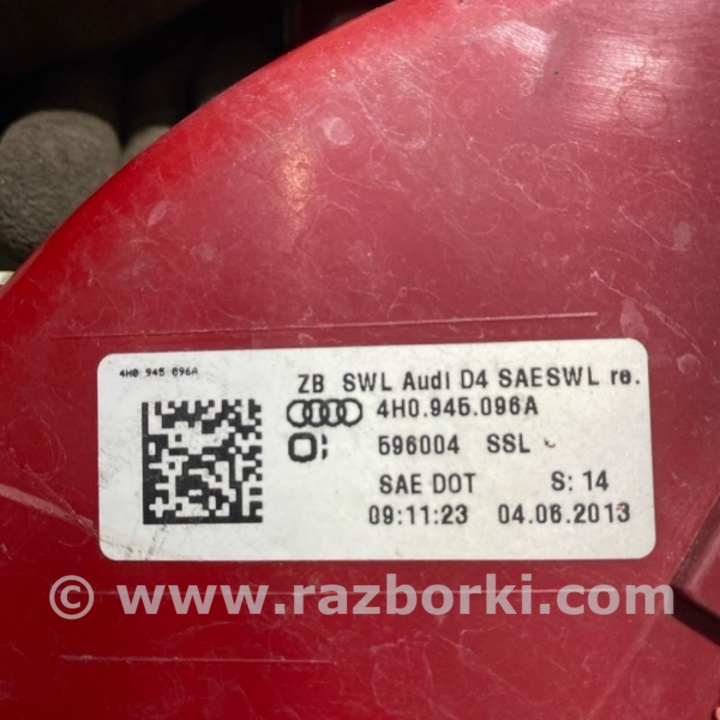 4H0 945 096A
ZB SWL Audi D4 SAESWL re.
4H0.945.096A
596004 SSL
SAE DOT S: 14
09:11:23 04.06.2013
© www.razborki.com